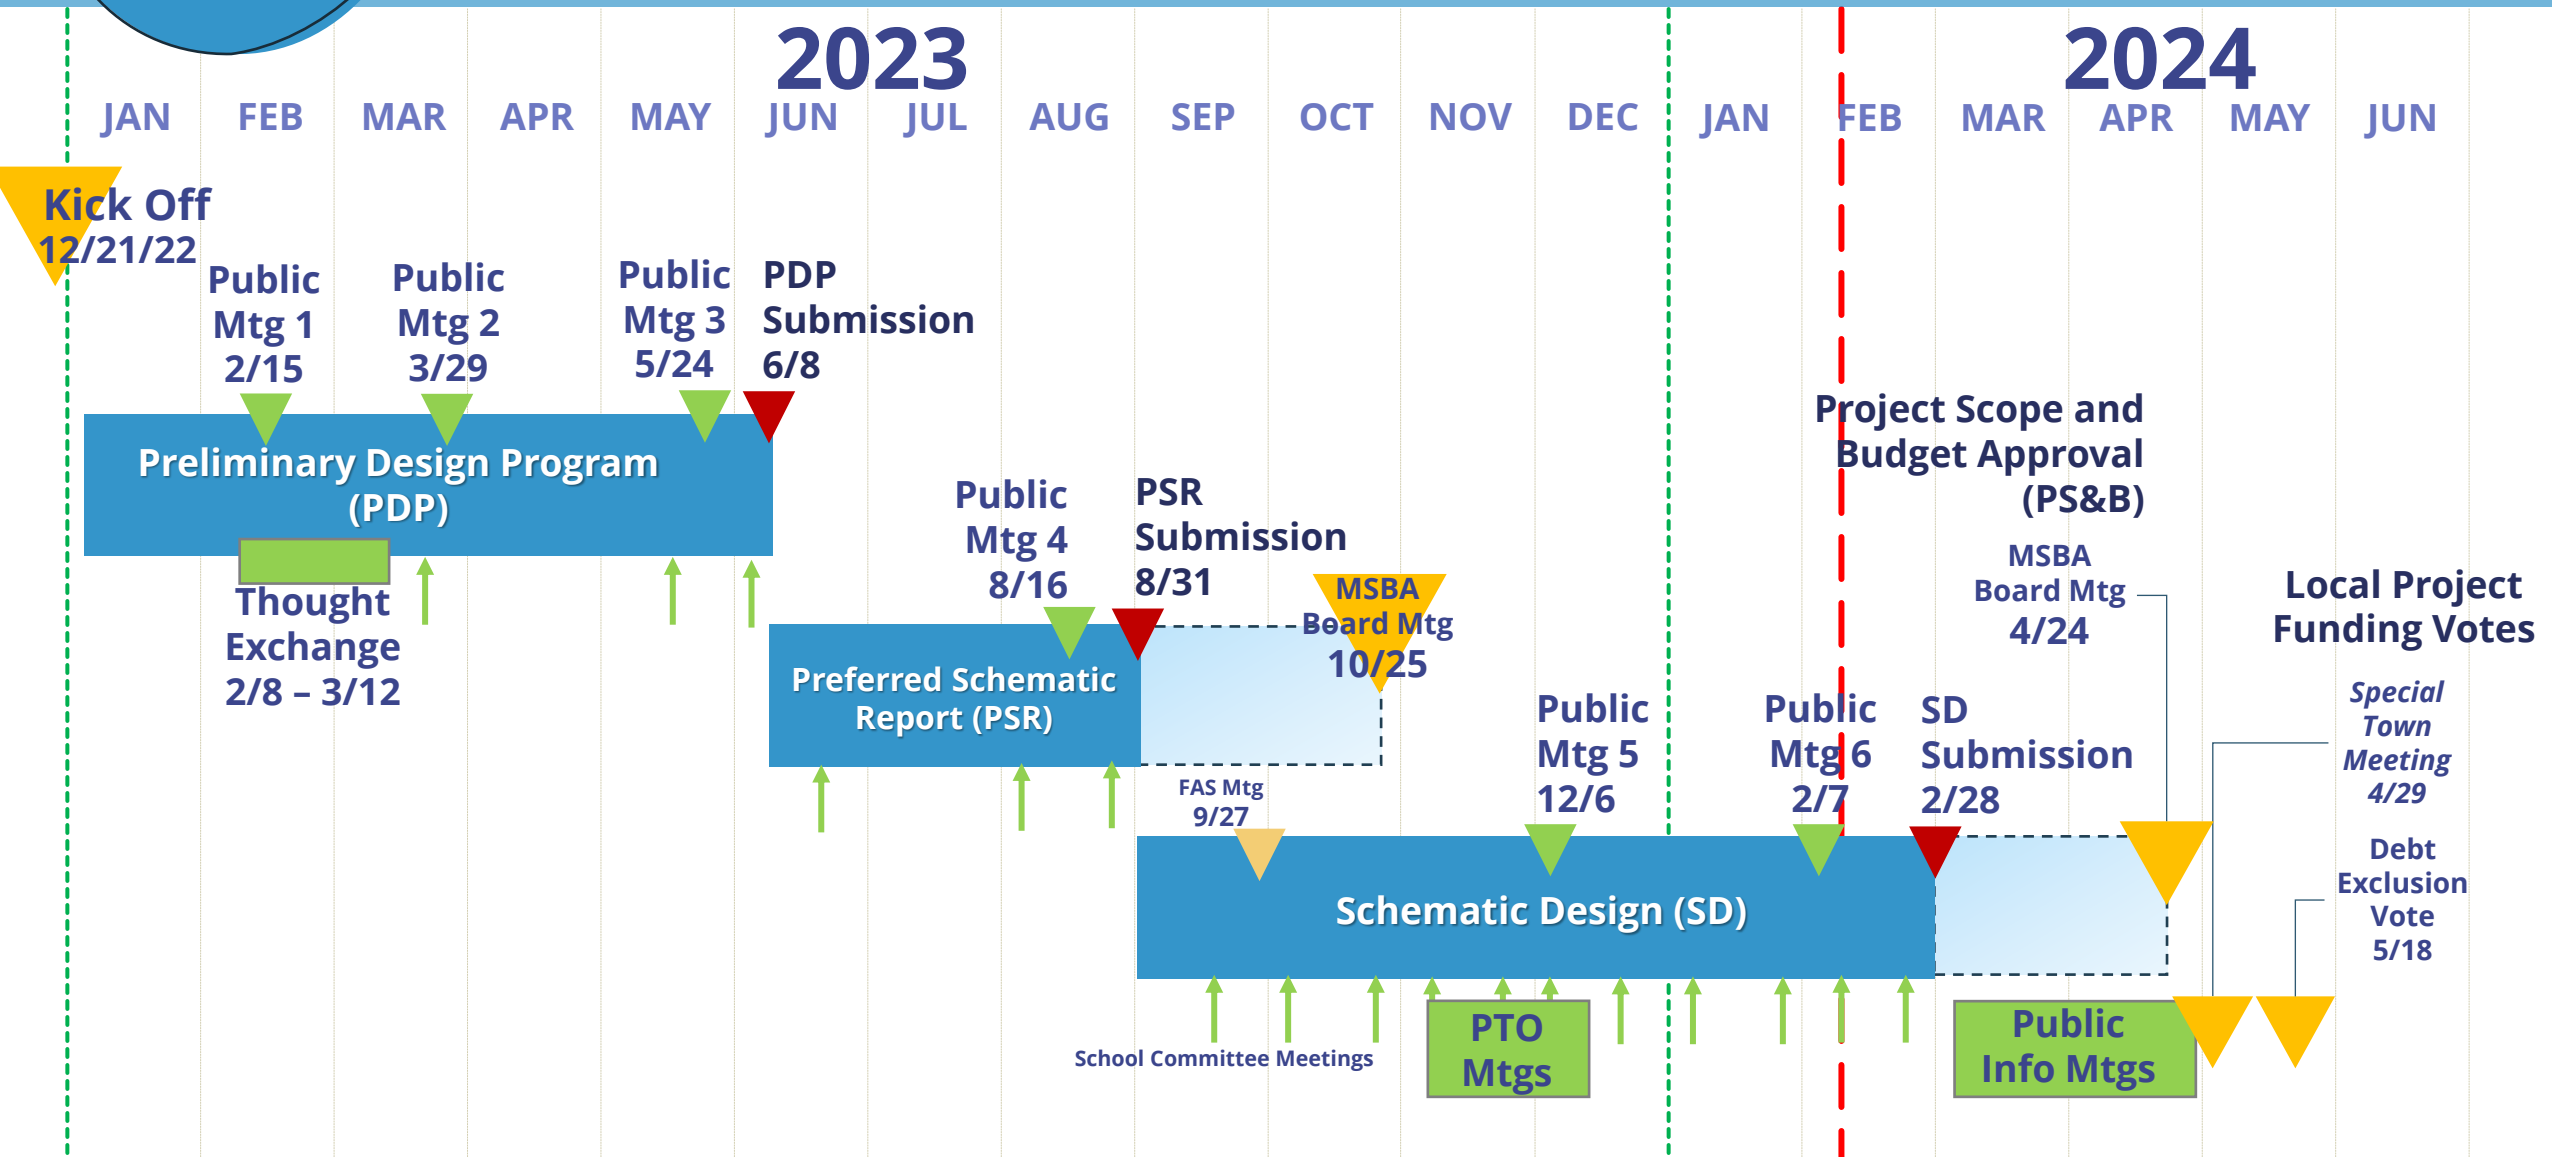 2023
2024
JAN
FEB
MAR
APR
MAY
JUN
JUL
AUG
SEP
OCT
NOV
DEC
JAN
FEB
MAR
APR
MAY
JUN
Kick Off
12/21/22
Public
Mtg 1
2/15
Public
Mtg 2
3/29
Public
Mtg 3
5/24
PDP
Submission
6/8
Preliminary Design Program
(PDP)
Thought
Exchange
2/8 – 3/12
Public
Mtg 4
8/16
PSR
Submission
8/31
MSBA
Board Mtg
10/25
Preferred Schematic
Report (PSR)
FAS Mtg
9/27
Public
Mtg 5
12/6
Public
Mtg 6
2/7
SD
Submission
2/28
Project Scope and
Budget Approval
(PS&B)
MSBA
Board Mtg
4/24
Local Project
Funding Votes
Special
Town
Meeting
4/29
Debt
Exclusion
Vote
5/18
Schematic Design (SD)
School Committee Meetings
PTO
Mtgs
Public
Info Mtgs